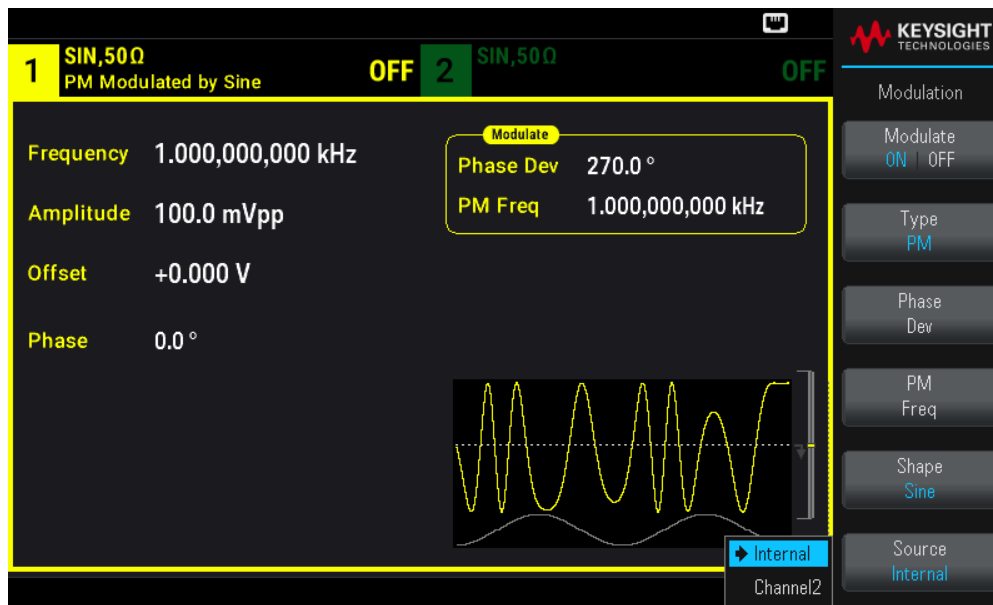 KEYSIGHT
TECHNOLOGIES
1 SIN,50Ω
PM Modulated by Sine
OFF
2 SIN,50Ω
OFF
Modulation
Frequency 1.000,000,000 kHz
Amplitude 100.0 mVpp
Offset +0.000 V
Phase 0.0 °
Modulate
Phase Dev 270.0 °
PM Freq 1.000,000,000 kHz
Internal
Channel2
Modulate
ON | OFF
Type
PM
Phase
Dev
PM
Freq
Shape
Sine
Source
Internal